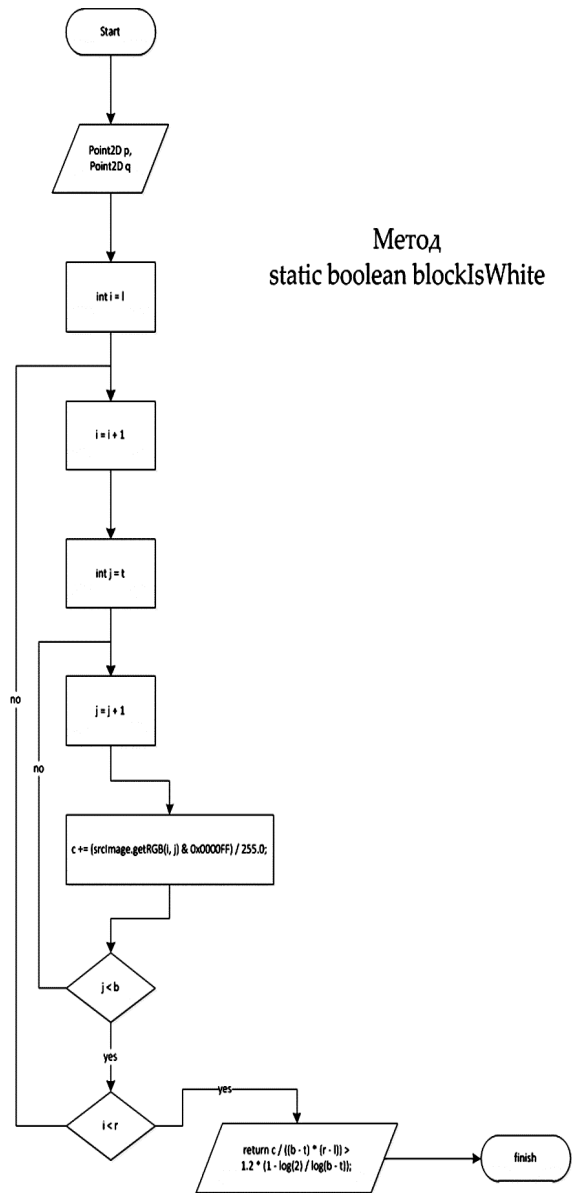 Start
Point2D p,
Point2D q
Метод
static boolean blockIsWhite
int i = l
i = i + 1
int j = t
j = j + 1
no
no
c += (srcImage.getRGB(i, j) & 0x0000FF) / 255.0;
j < b
yes
i < r
yes
return c / ((b - t) * (r - l)) >
1.2 * (1 - log(2) / log(b - t));
finish